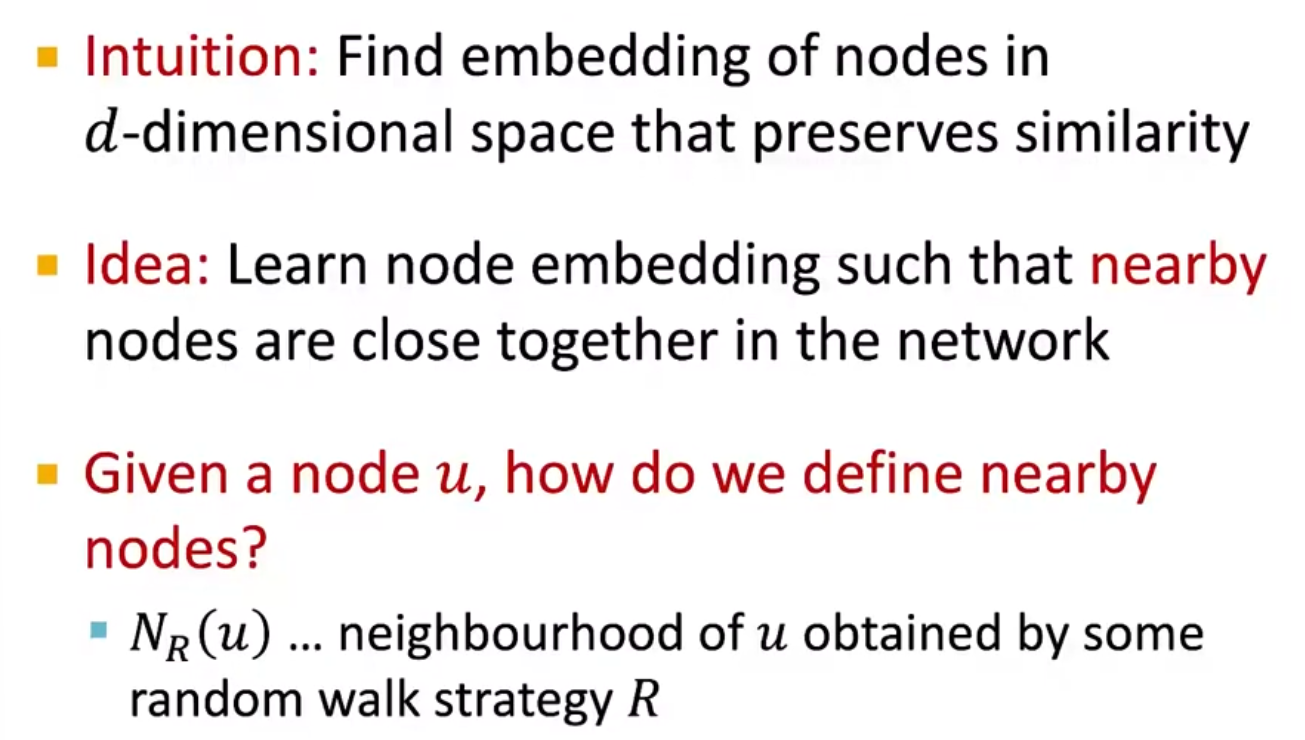 ▪ Intuition: Find embedding of nodes in
d-dimensional space that preserves similarity
▪ Idea: Learn node embedding such that nearby
nodes are close together in the network
▪ Given a node u, how do we define nearby
nodes?
▪ N_R(u) … neighbourhood of u obtained by some
random walk strategy R